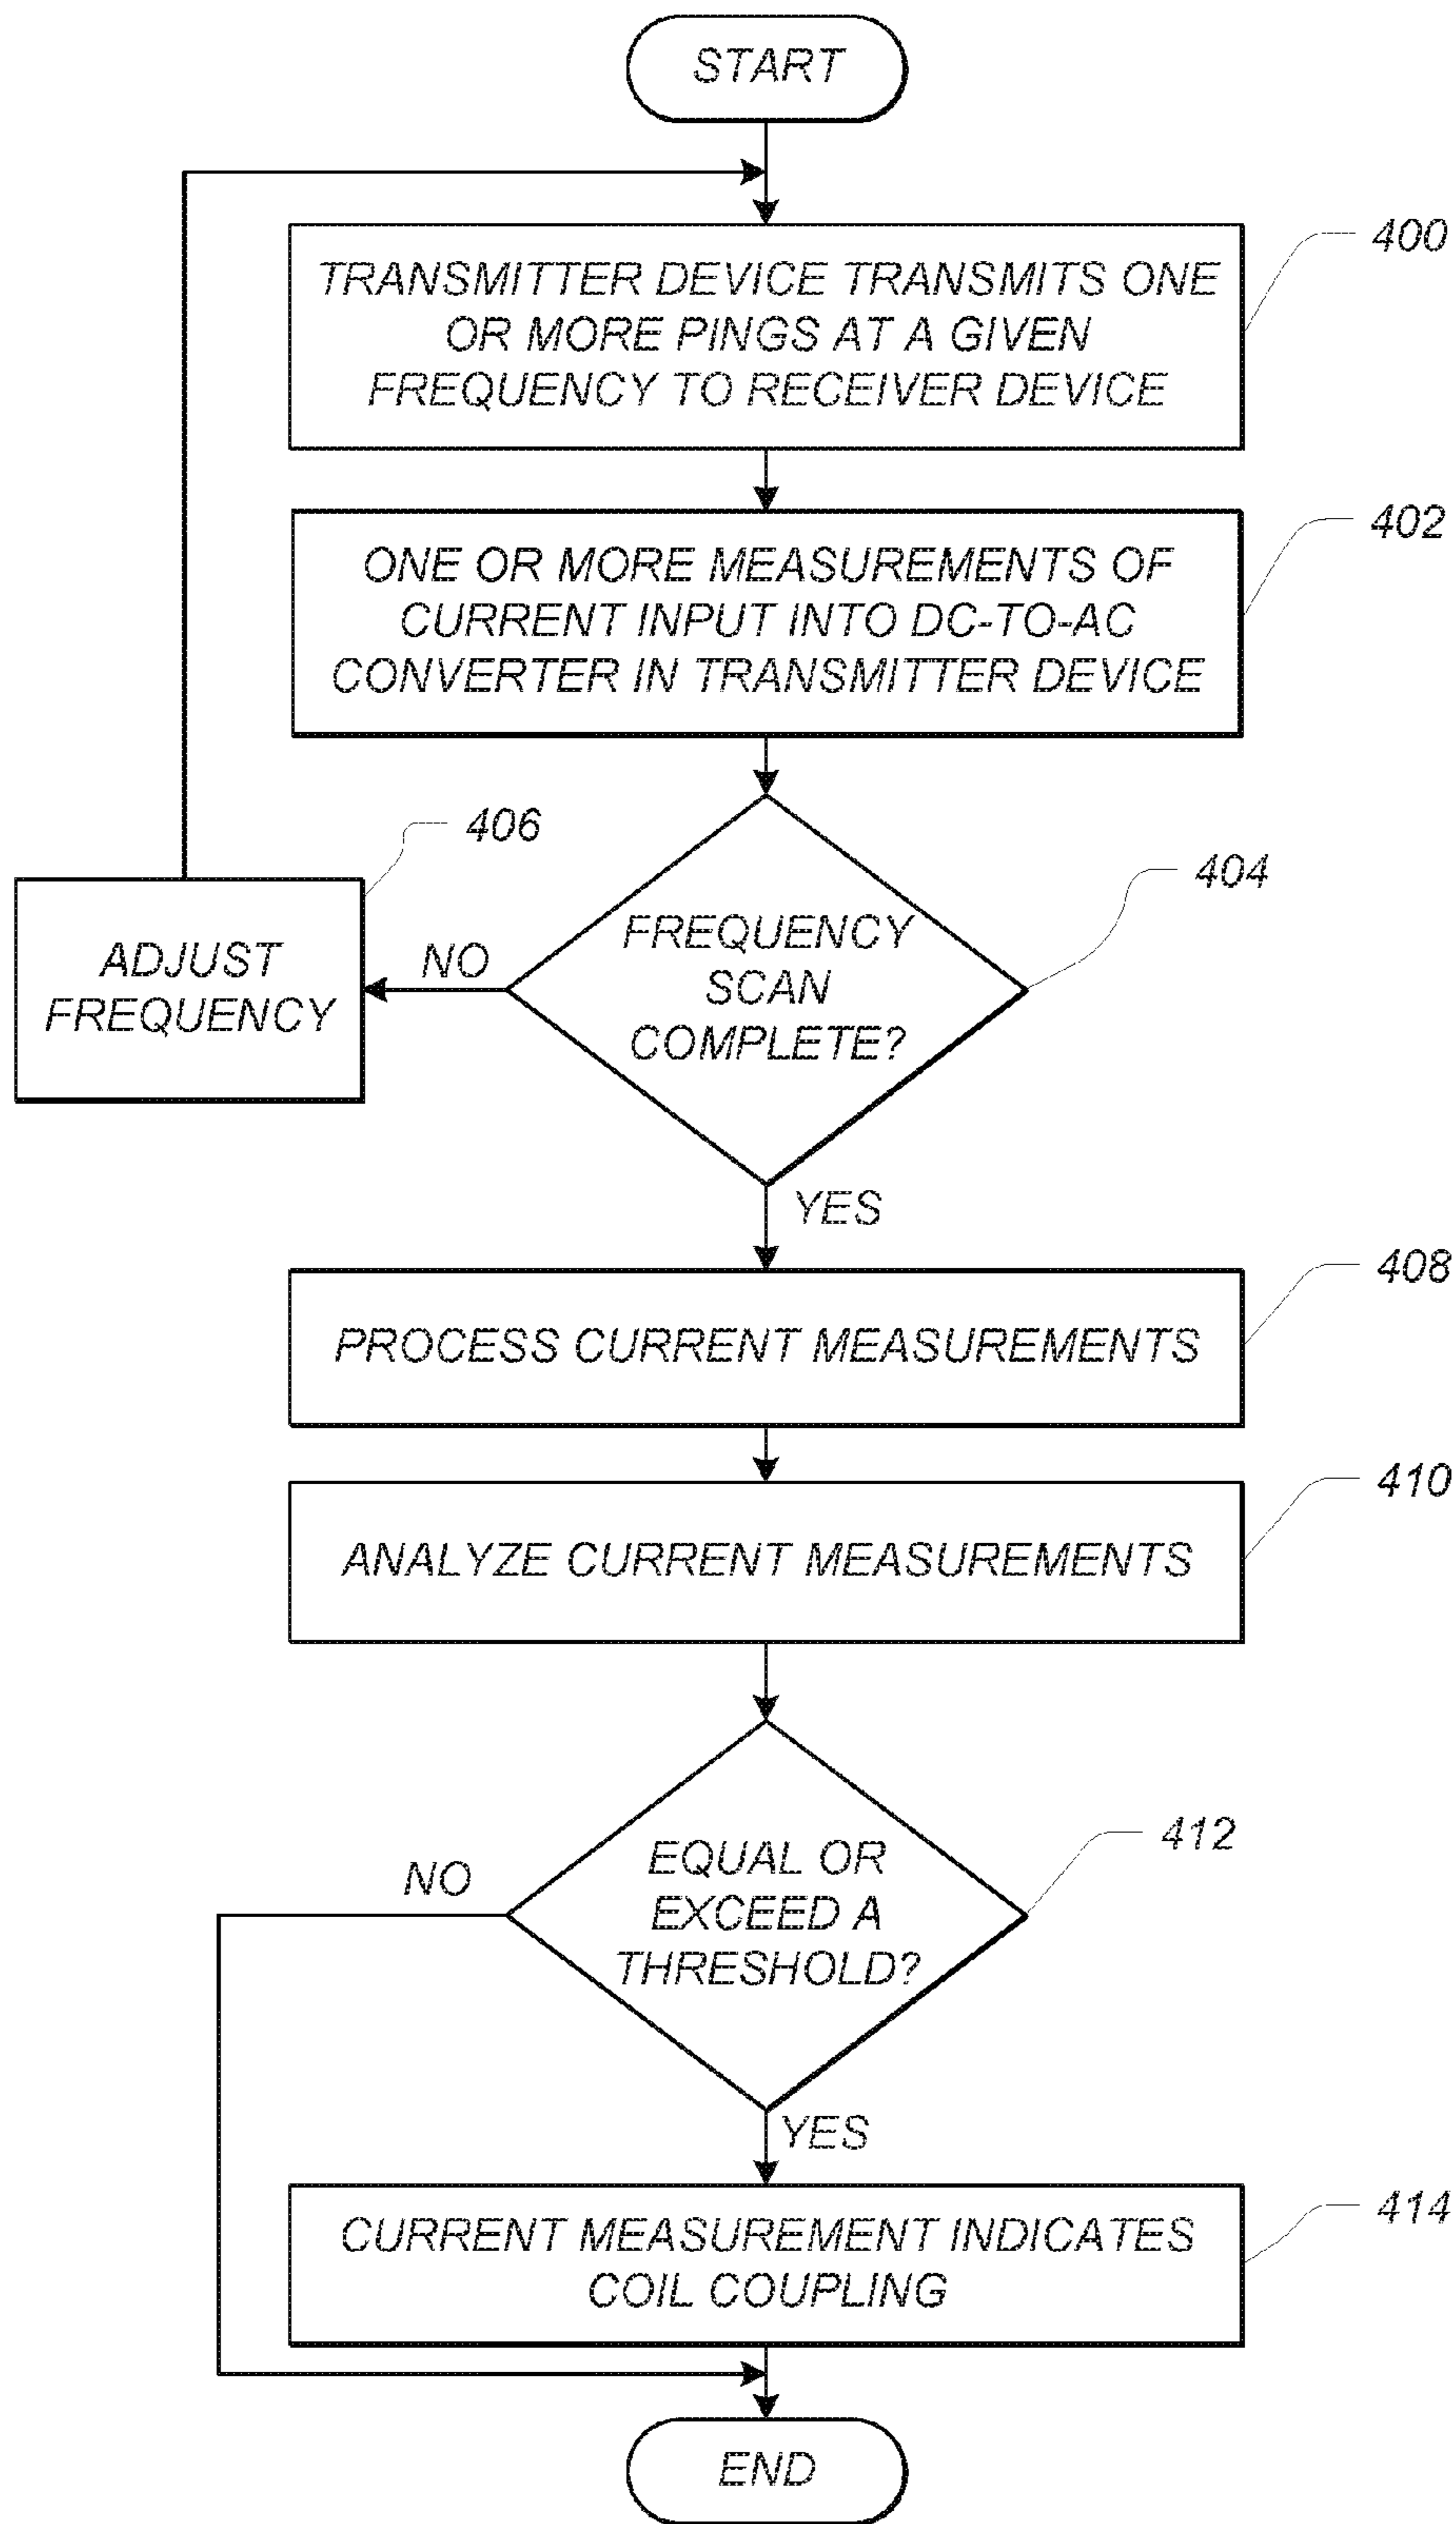 START
400
TRANSMITTER DEVICE TRANSMITS ONE
OR MORE PINGS AT A GIVEN
FREQUENCY TO RECEIVER DEVICE
402
ONE OR MORE MEASUREMENTS OF
CURRENT INPUT INTO DC-TO-AC
CONVERTER IN TRANSMITTER DEVICE
406
404
FREQUENCY
SCAN
COMPLETE?
NO
ADJUST
FREQUENCY
YES
408
PROCESS CURRENT MEASUREMENTS
410
ANALYZE CURRENT MEASUREMENTS
412
EQUAL OR
EXCEED A
THRESHOLD?
NO
YES
414
CURRENT MEASUREMENT INDICATES
COIL COUPLING
END